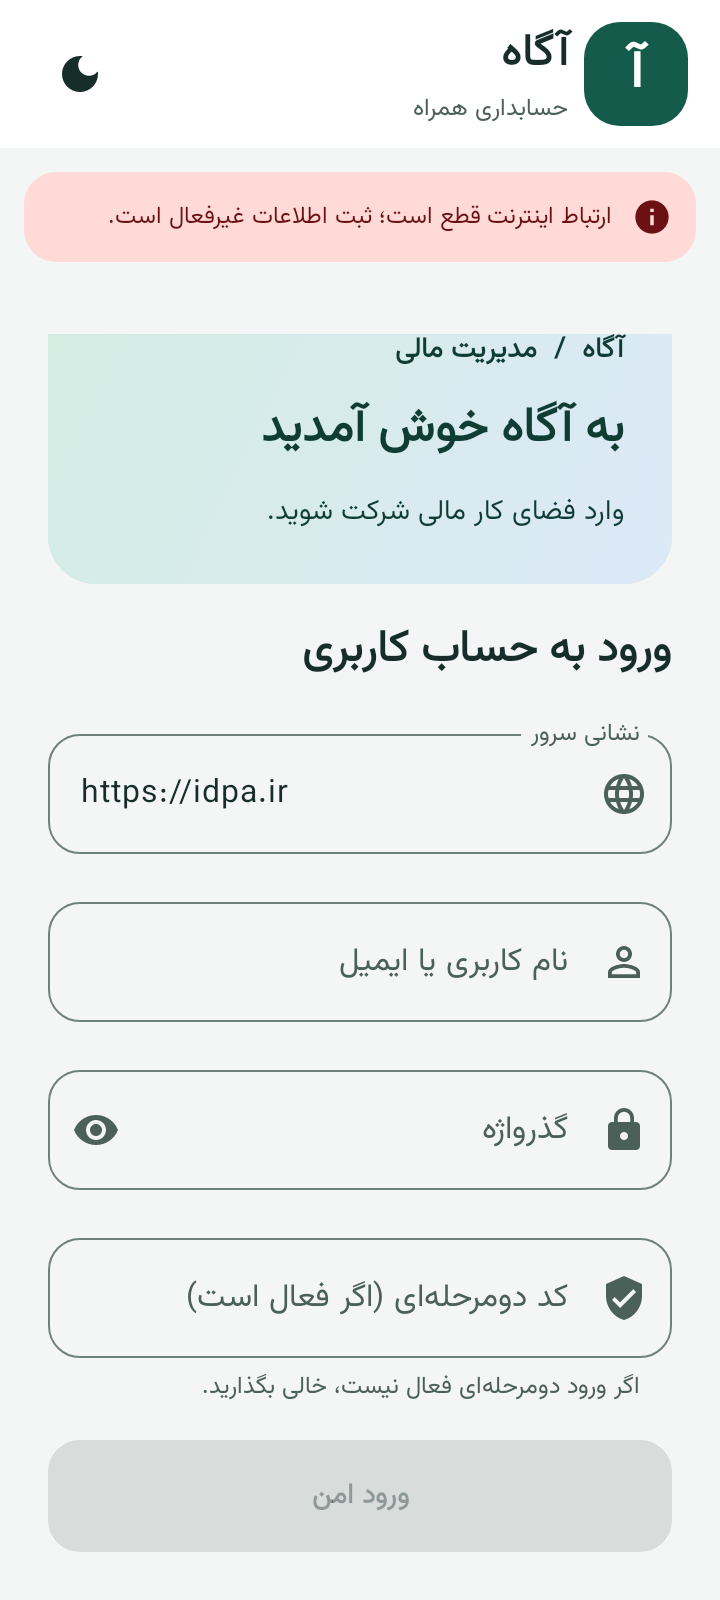 آ
آگاه
حسابداری همراه
ارتباط اینترنت قطع است؛ ثبت اطلاعات غیرفعال است.
آگاه / مدیریت مالی
به آگاه خوش آمدید
وارد فضای کار مالی شرکت شوید.
ورود به حساب کاربری
نشانی سرور
https://idpa.ir
نام کاربری یا ایمیل
گذرواژه
کد دومرحله‌ای (اگر فعال است)
اگر ورود دومرحله‌ای فعال نیست، خالی بگذارید.
ورود امن